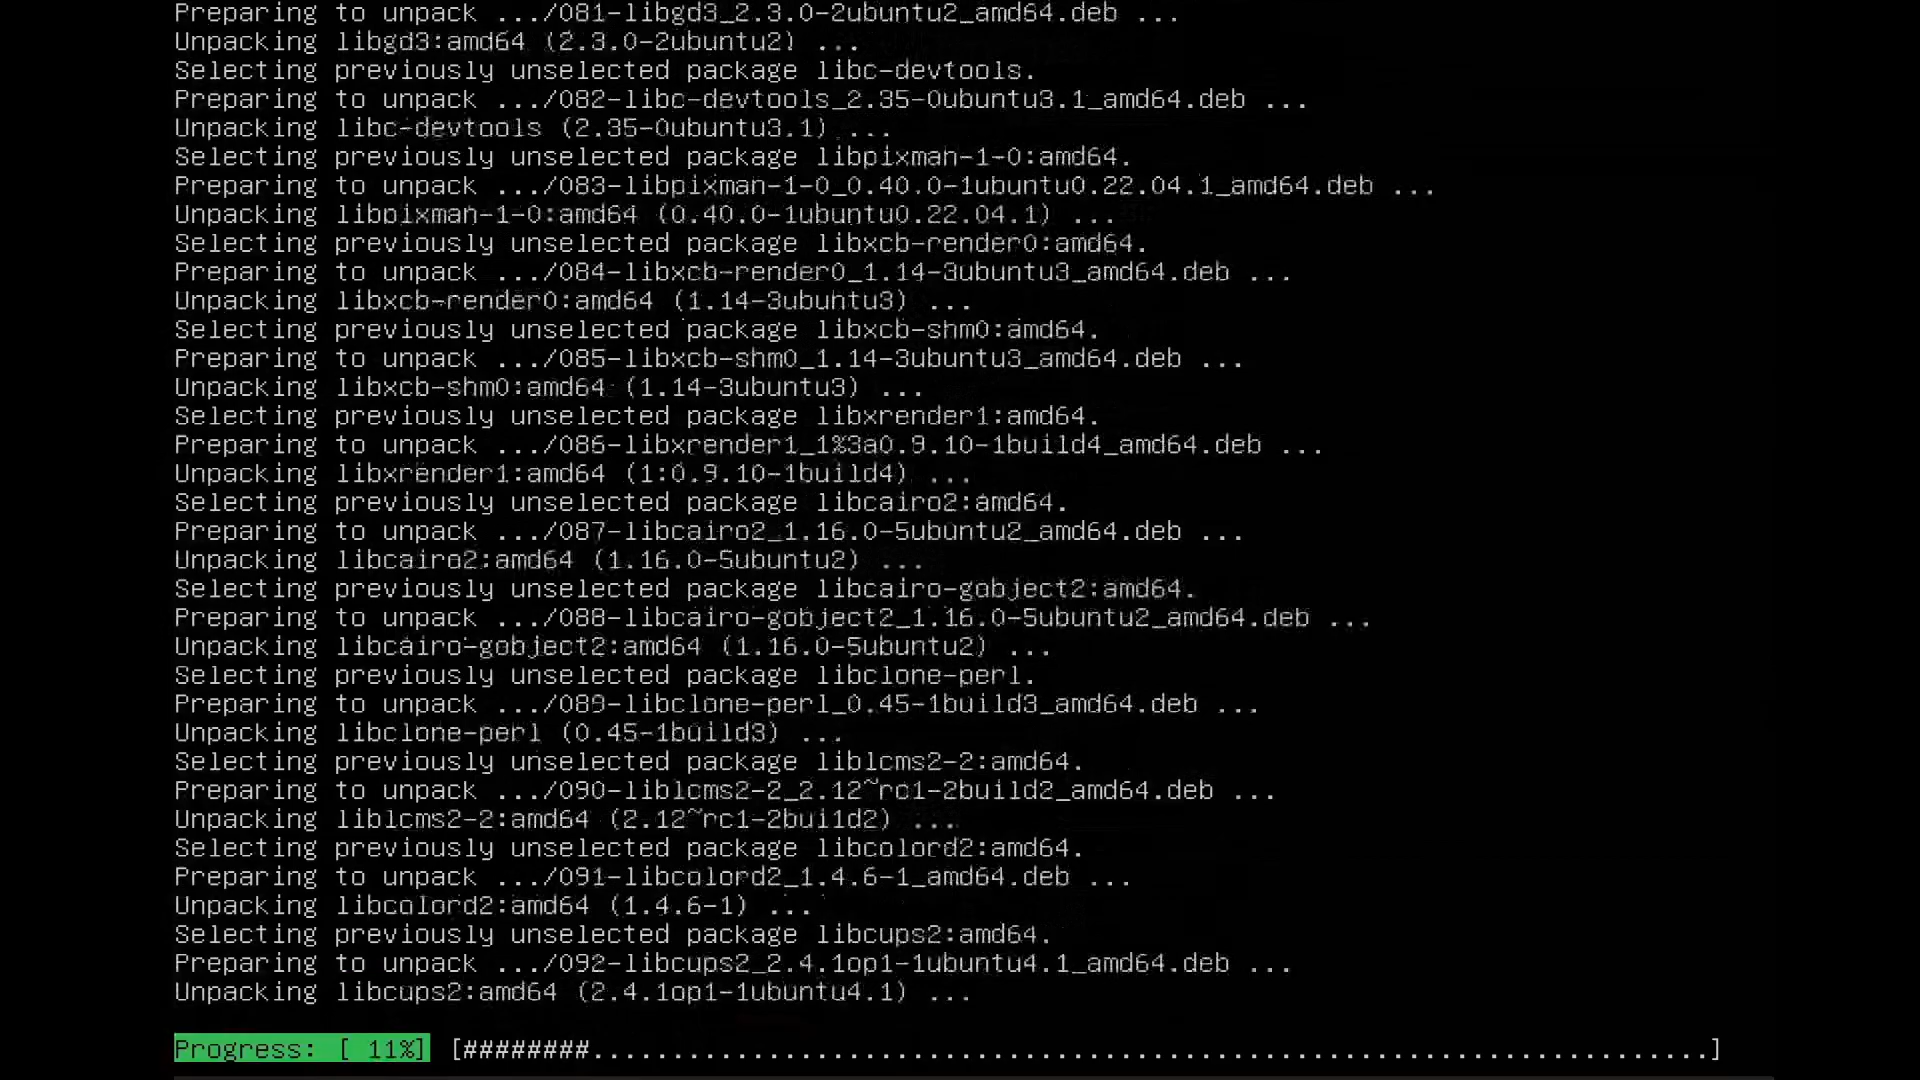 Preparing to unpack .../081-libgd3_2.3.0-2ubuntu2_amd64.deb ...
Unpacking libgd3:amd64 (2.3.0-2ubuntu2) ...
Selecting previously unselected package libc-devtools.
Preparing to unpack .../082-libc-devtools_2.35-0ubuntu3.1_amd64.deb ...
Unpacking libc-devtools (2.35-0ubuntu3.1) ...
Selecting previously unselected package libpixman-1-0:amd64.
Preparing to unpack .../083-libpixman-1-0_0.40.0-1ubuntu0.22.04.1_amd64.deb ...
Unpacking libpixman-1-0:amd64 (0.40.0-1ubuntu0.22.04.1) ...
Selecting previously unselected package libxcb-render0:amd64.
Preparing to unpack .../084-libxcb-render0_1.14-3ubuntu3_amd64.deb ...
Unpacking libxcb-render0:amd64 (1.14-3ubuntu3) ...
Selecting previously unselected package libxcb-shm0:amd64.
Preparing to unpack .../085-libxcb-shm0_1.14-3ubuntu3_amd64.deb ...
Unpacking libxcb-shm0:amd64 (1.14-3ubuntu3) ...
Selecting previously unselected package libxrender1:amd64.
Preparing to unpack .../086-libxrender1_1%3a0.9.10-1build4_amd64.deb ...
Unpacking libxrender1:amd64 (1:0.9.10-1build4) ...
Selecting previously unselected package libcairo2:amd64.
Preparing to unpack .../087-libcairo2_1.16.0-5ubuntu2_amd64.deb ...
Unpacking libcairo2:amd64 (1.16.0-5ubuntu2) ...
Selecting previously unselected package libcairo-gobject2:amd64.
Preparing to unpack .../088-libcairo-gobject2_1.16.0-5ubuntu2_amd64.deb ...
Unpacking libcairo-gobject2:amd64 (1.16.0-5ubuntu2) ...
Selecting previously unselected package libclone-perl.
Preparing to unpack .../089-libclone-perl_0.45-1build3_amd64.deb ...
Unpacking libclone-perl (0.45-1build3) ...
Selecting previously unselected package liblcms2-2:amd64.
Preparing to unpack .../090-liblcms2-2_2.12~rc1-2build2_amd64.deb ...
Unpacking liblcms2-2:amd64 (2.12~rc1-2build2) ...
Selecting previously unselected package libcolord2:amd64.
Preparing to unpack .../091-libcolord2_1.4.6-1_amd64.deb ...
Unpacking libcolord2:amd64 (1.4.6-1) ...
Selecting previously unselected package libcups2:amd64.
Preparing to unpack .../092-libcups2_2.4.1op1-1ubuntu4.1_amd64.deb ...
Unpacking libcups2:amd64 (2.4.1op1-1ubuntu4.1) ...
Progress: [ 11%] [########......................................................................]